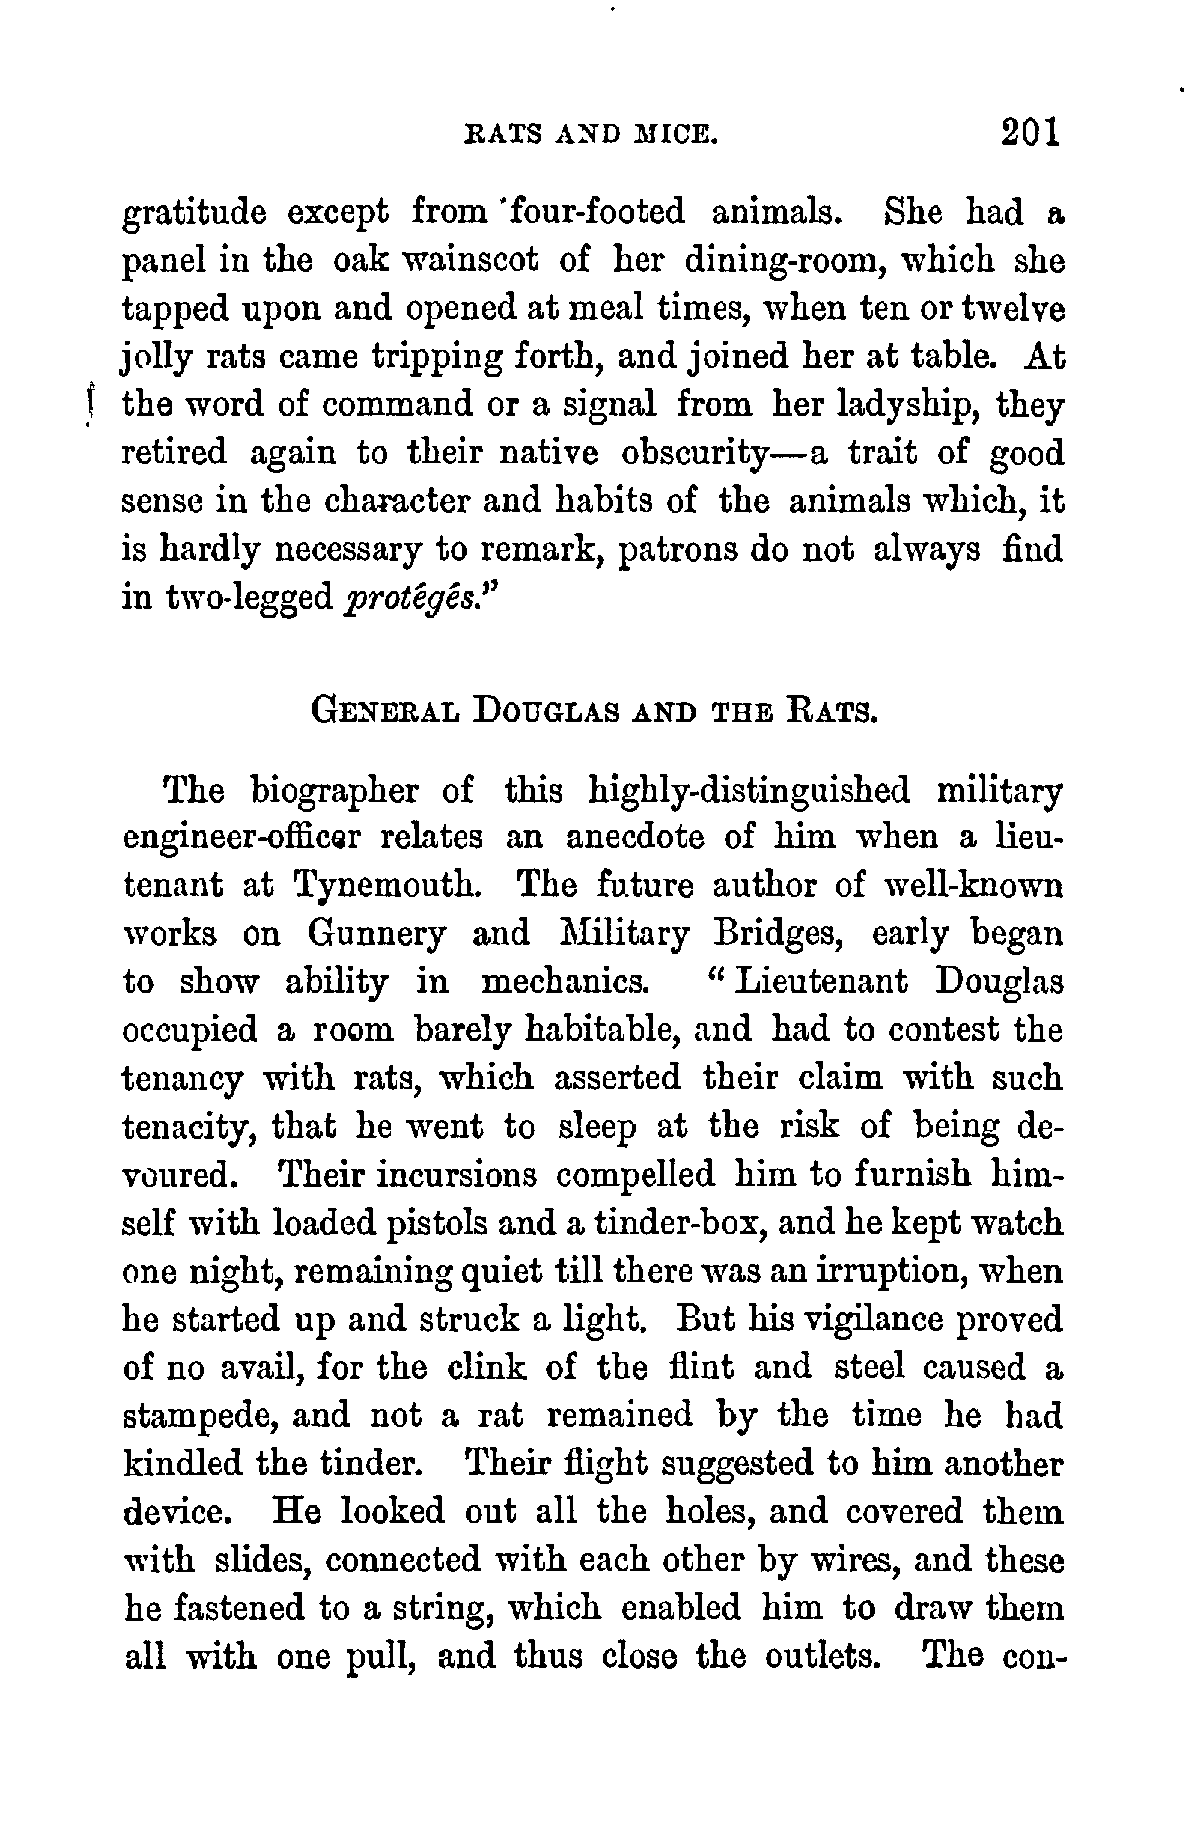 RATS AND MICE. 201
gratitude except from four-footed animals. She had a
panel in the oak wainscot of her dining-room, which she
tapped upon and opened at meal times, when ten or twelve
jolly rats came tripping forth, and joined her at table. At
the word of command or a signal from her ladyship, they
retired again to their native obscurity—a trait of good
sense in the character and habits of the animals which, it
is hardly necessary to remark, patrons do not always find
in two-legged protégés."
GENERAL DOUGLAS AND THE RATS.
The biographer of this highly-distinguished military
engineer-officer relates an anecdote of him when a lieu-
tenant at Tynemouth. The future author of well-known
works on Gunnery and Military Bridges, early began
to show ability in mechanics. "Lieutenant Douglas
occupied a room barely habitable, and had to contest the
tenancy with rats, which asserted their claim with such
tenacity, that he went to sleep at the risk of being de-
voured. Their incursions compelled him to furnish him-
self with loaded pistols and a tinder-box, and he kept watch
one night, remaining quiet till there was an irruption, when
he started up and struck a light. But his vigilance proved
of no avail, for the clink of the flint and steel caused a
stampede, and not a rat remained by the time he had
kindled the tinder. Their flight suggested to him another
device. He looked out all the holes, and covered them
with slides, connected with each other by wires, and these
he fastened to a string, which enabled him to draw them
all with one pull, and thus close the outlets. The con-